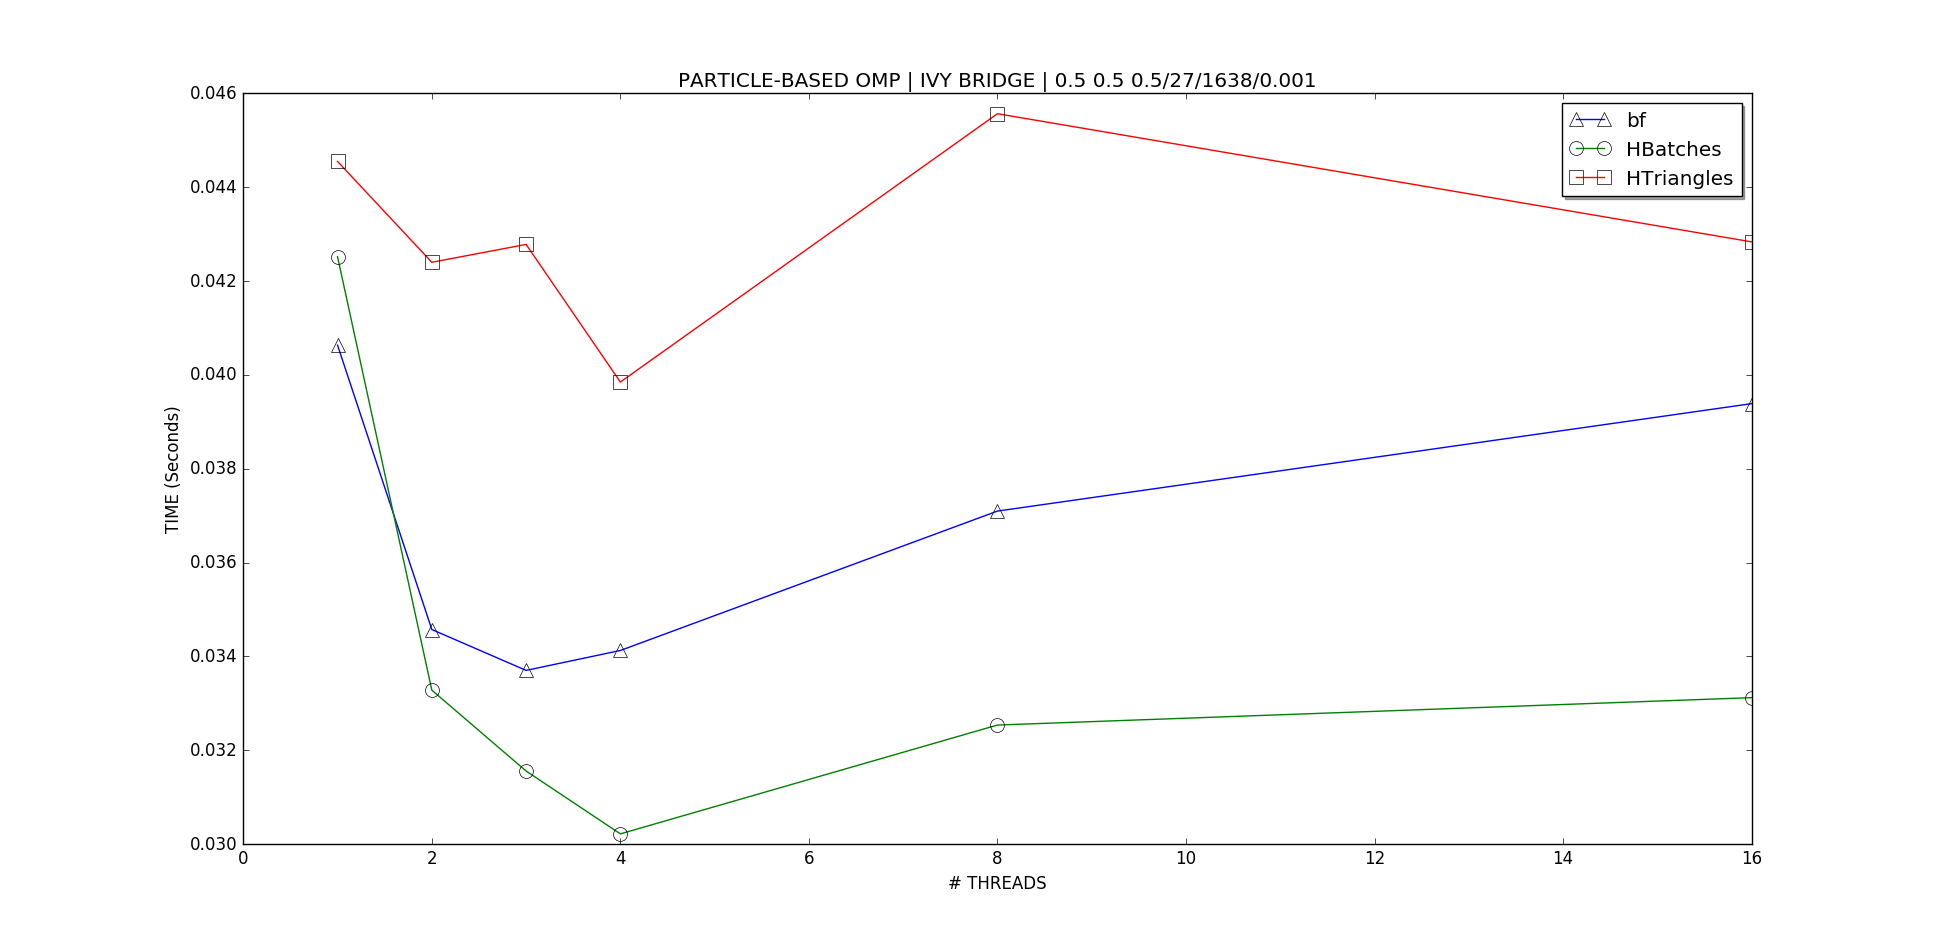 PARTICLE-BASED OMP | IVY BRIDGE | 0.5 0.5 0.5/27/1638/0.001
0.046
0.044
0.042
0.040
0.038
0.036
0.034
0.032
0.030
TIME (Seconds)
bf
HBatches
HTriangles
0 2 4 6 8 10 12 14 16
# THREADS